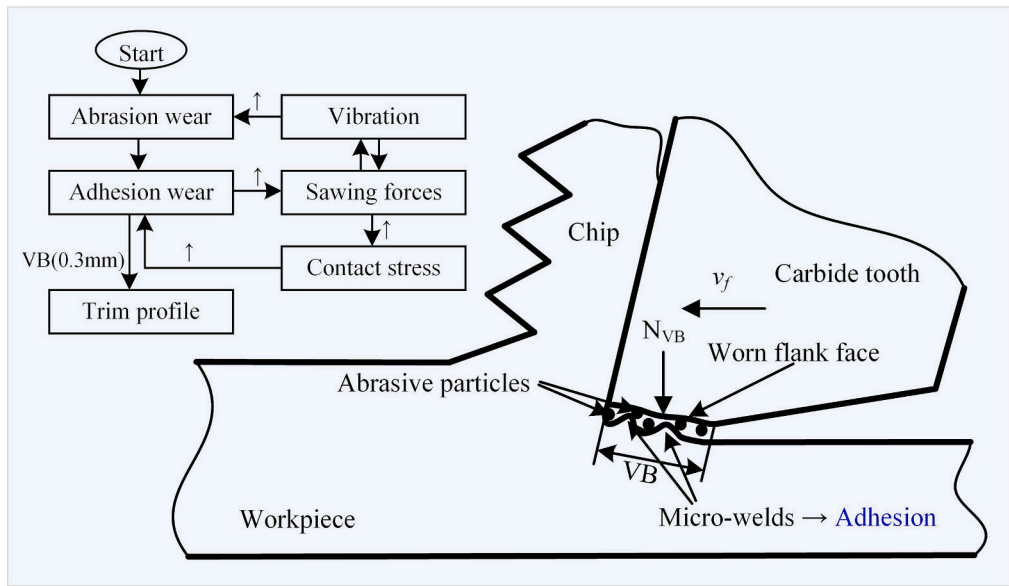 Start
Abrasion wear
↑
Vibration
Adhesion wear
↑
Sawing forces
VB(0.3mm)
↑
↑
Contact stress
Trim profile
Chip
Carbide tooth
v_f
N_VB
Worn flank face
Abrasive particles
VB
Workpiece
Micro-welds → Adhesion